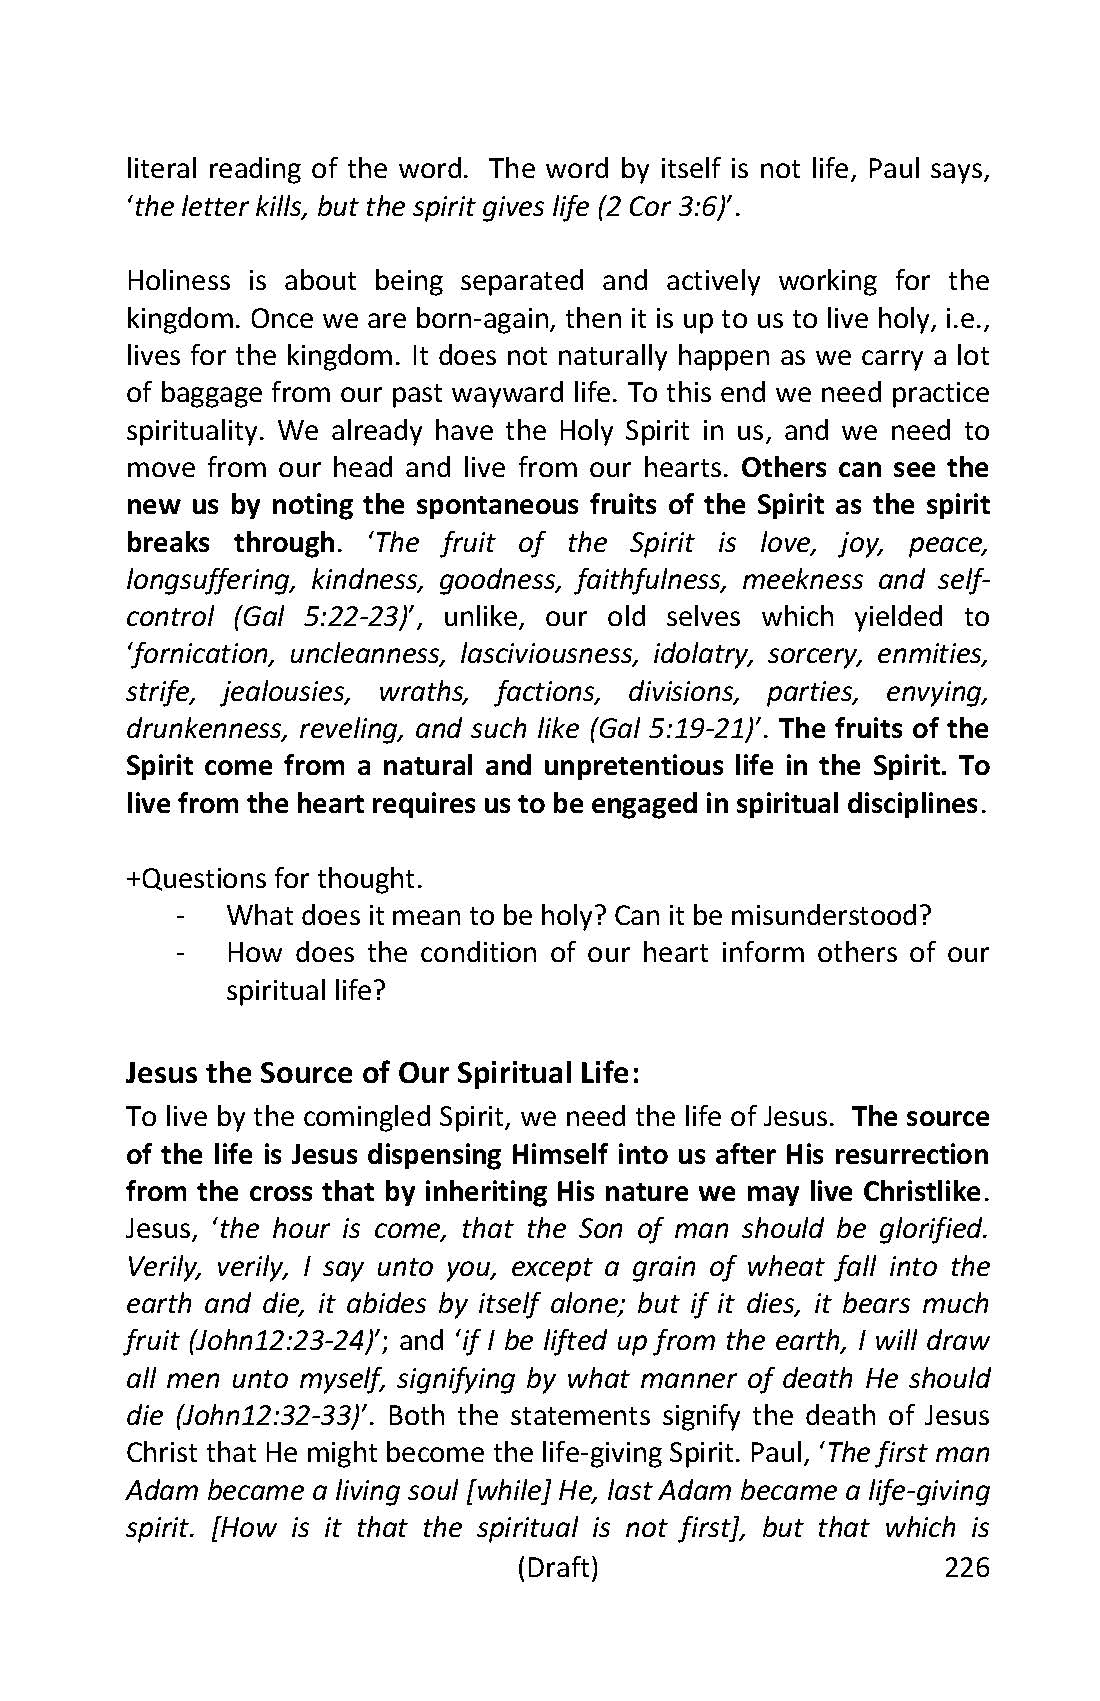 literal reading of the word.  The word by itself is not life, Paul says,
‘the letter kills, but the spirit gives life (2 Cor 3:6)’.
Holiness is about being separated and actively working for the
kingdom. Once we are born-again, then it is up to us to live holy, i.e.,
lives for the kingdom. It does not naturally happen as we carry a lot
of baggage from our past wayward life. To this end we need practice
spirituality. We already have the Holy Spirit in us, and we need to
move from our head and live from our hearts. Others can see the
new us by noting the spontaneous fruits of the Spirit as the spirit
breaks through. ‘The fruit of the Spirit is love, joy, peace,
longsuffering, kindness, goodness, faithfulness, meekness and self-
control (Gal 5:22-23)’, unlike, our old selves which yielded to
‘fornication, uncleanness, lasciviousness, idolatry, sorcery, enmities,
strife, jealousies, wraths, factions, divisions, parties, envying,
drunkenness, reveling, and such like (Gal 5:19-21)’. The fruits of the
Spirit come from a natural and unpretentious life in the Spirit. To
live from the heart requires us to be engaged in spiritual disciplines.
+Questions for thought.
- What does it mean to be holy? Can it be misunderstood?
- How does the condition of our heart inform others of our
spiritual life?
Jesus the Source of Our Spiritual Life:
To live by the comingled Spirit, we need the life of Jesus.  The source
of the life is Jesus dispensing Himself into us after His resurrection
from the cross that by inheriting His nature we may live Christlike.
Jesus, ‘the hour is come, that the Son of man should be glorified.
Verily, verily, I say unto you, except a grain of wheat fall into the
earth and die, it abides by itself alone; but if it dies, it bears much
fruit (John12:23-24)’; and ‘if I be lifted up from the earth, I will draw
all men unto myself, signifying by what manner of death He should
die (John12:32-33)’. Both the statements signify the death of Jesus
Christ that He might become the life-giving Spirit. Paul, ‘The first man
Adam became a living soul [while] He, last Adam became a life-giving
spirit. [How is it that the spiritual is not first], but that which is
(Draft) 226